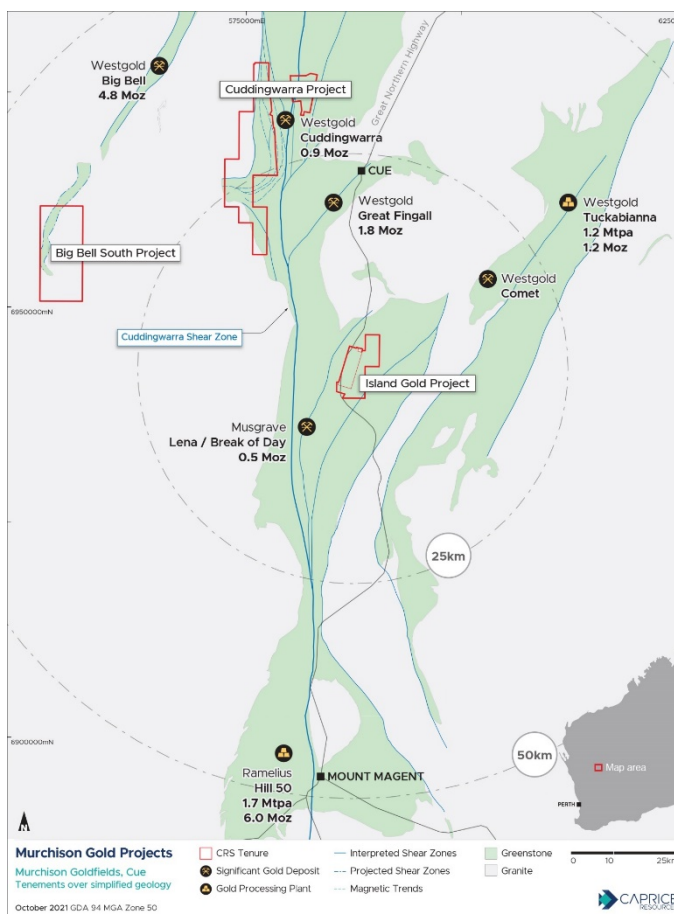 575000mE
6250
Westgold
Big Bell
4.8 Moz
Cuddingwarra Project
Great Northern Highway
Westgold
Cuddingwarra
0.9 Moz
CUE
Westgold
Great Fingall
1.8 Moz
Westgold
Tuckabianna
1.2 Mtpa
1.2 Moz
Big Bell South Project
Westgold
Comet
6950000mN
Cuddingwarra Shear Zone
Island Gold Project
Musgrave
Lena / Break of Day
0.5 Moz
25km
6900000mN
50km
Ramelius
Hill 50
1.7 Mtpa
6.0 Moz
MOUNT MAGENT
Map area
PERTH
N
Murchison Gold Projects
Murchison Goldfields, Cue
Tenements over simplified geology
October 2021 GDA 94 MGA Zone 50
CRS Tenure
Significant Gold Deposit
Gold Processing Plant
Interpreted Shear Zones
Projected Shear Zones
Magnetic Trends
Greenstone
Granite
0 10 25km
CAPRICE
RESOURCES